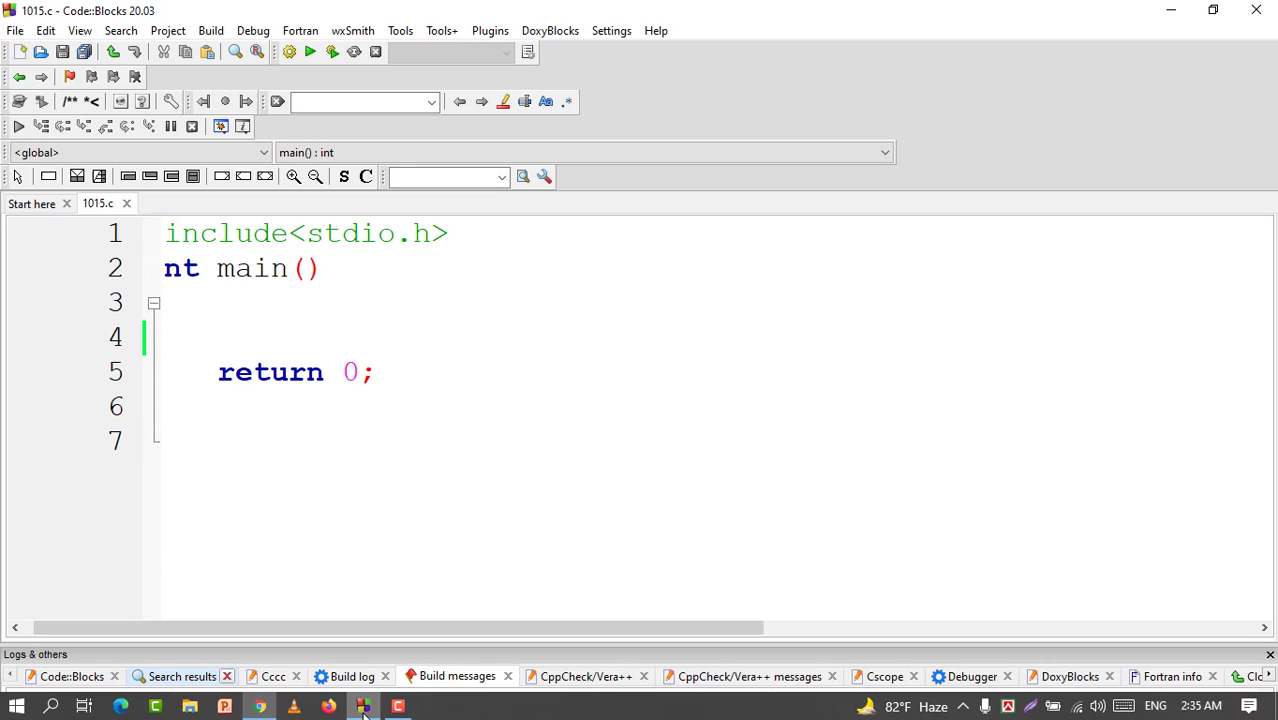 1015.c - Code::Blocks 20.03
File Edit View Search Project Build Debug Fortran wxSmith Tools Tools+ Plugins DoxyBlocks Settings Help
/** *<
Aa .*
<global> main() : int
S C
Start here 1015.c
1 include<stdio.h>
2 nt main()
3
4
5 return 0;
6
7
Logs & others
Code::Blocks Search results Cccc Build log Build messages CppCheck/Vera++ CppCheck/Vera++ messages Cscope Debugger DoxyBlocks Fortran info Clo
82°F Haze ENG 2:35 AM